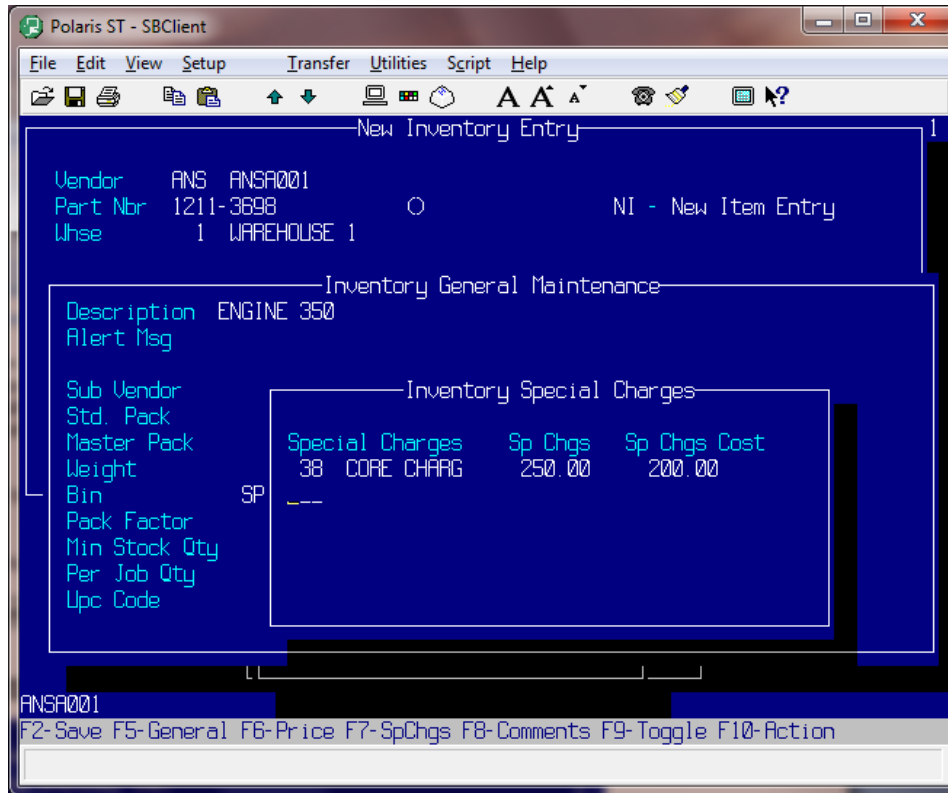 Polaris ST - SBClient
File Edit View Setup Transfer Utilities Script Help
A A A ?
New Inventory Entry 1
Vendor ANS ANSA001
Part Nbr 1211-3698 O NI - New Item Entry
Whse 1 WAREHOUSE 1
Inventory General Maintenance
Description ENGINE 350
Alert Msg
Sub Vendor Inventory Special Charges
Std. Pack
Master Pack Special Charges Sp Chgs Sp Chgs Cost
Weight 38 CORE CHARG 250.00 200.00
Bin SP ___
Pack Factor
Min Stock Qty
Per Job Qty
Upc Code
ANSA001
F2-Save F5-General F6-Price F7-SpChgs F8-Comments F9-Toggle F10-Action